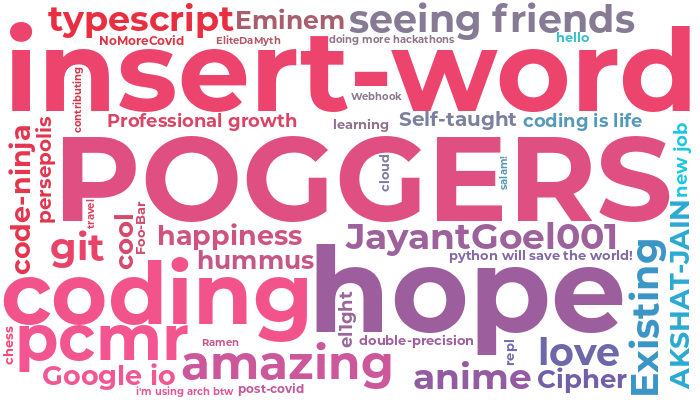 typescript
Eminem
seeing friends
NoMoreCovid
EliteDaMyth
doing more hackathons
hello
insert-word
contributing
Webhook
Professional growth
learning
Self-taught
coding is life
code-ninja
persepolis
POGGERS
cloud
salam!
new job
travel
cool
Foo-Bar
git
happiness
JayantGoel001
hummus
python will save the world!
coding
hope
Existing
AKSHAT-JAIN
el1ght
chess
pcmr
Ramen
double-precision
repl
love
amazing
Google io
anime
Cipher
i'm using arch btw
post-covid